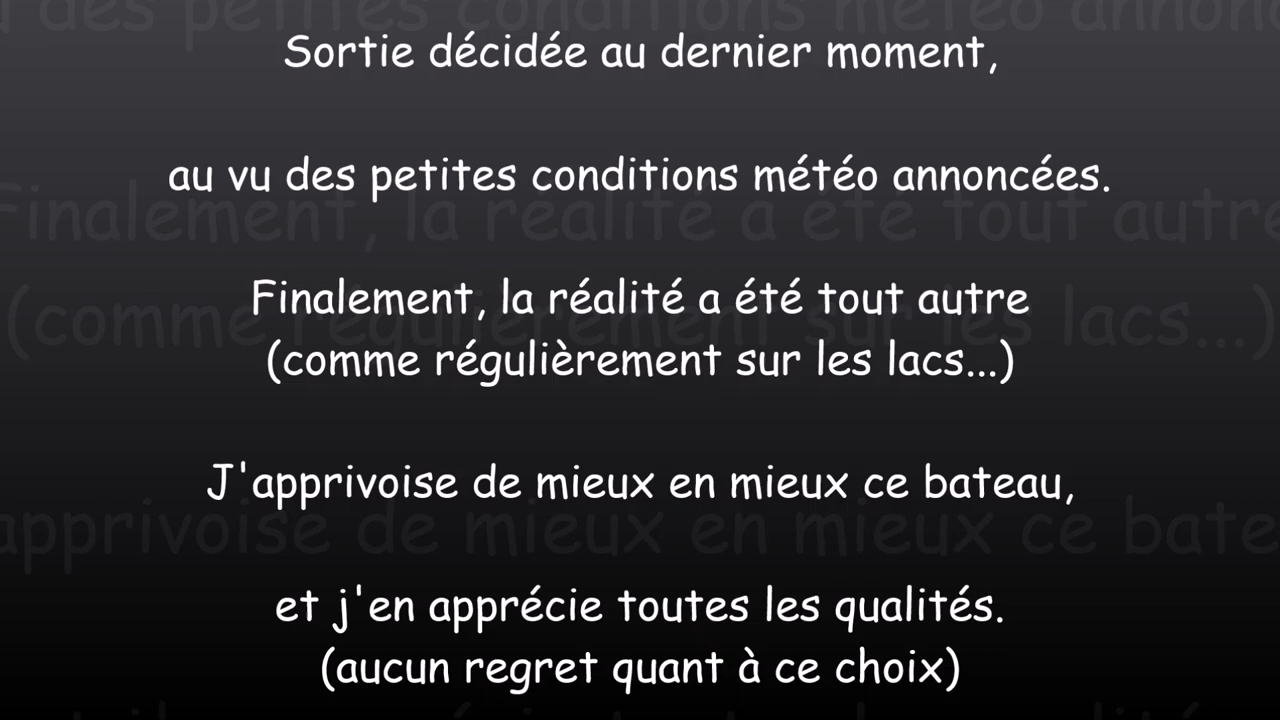 Sortie décidée au dernier moment,
au vu des petites conditions météo annoncées.
Finalement, la réalité a été tout autre
(comme régulièrement sur les lacs...)
J'apprivoise de mieux en mieux ce bateau,
et j'en apprécie toutes les qualités.
(aucun regret quant à ce choix)